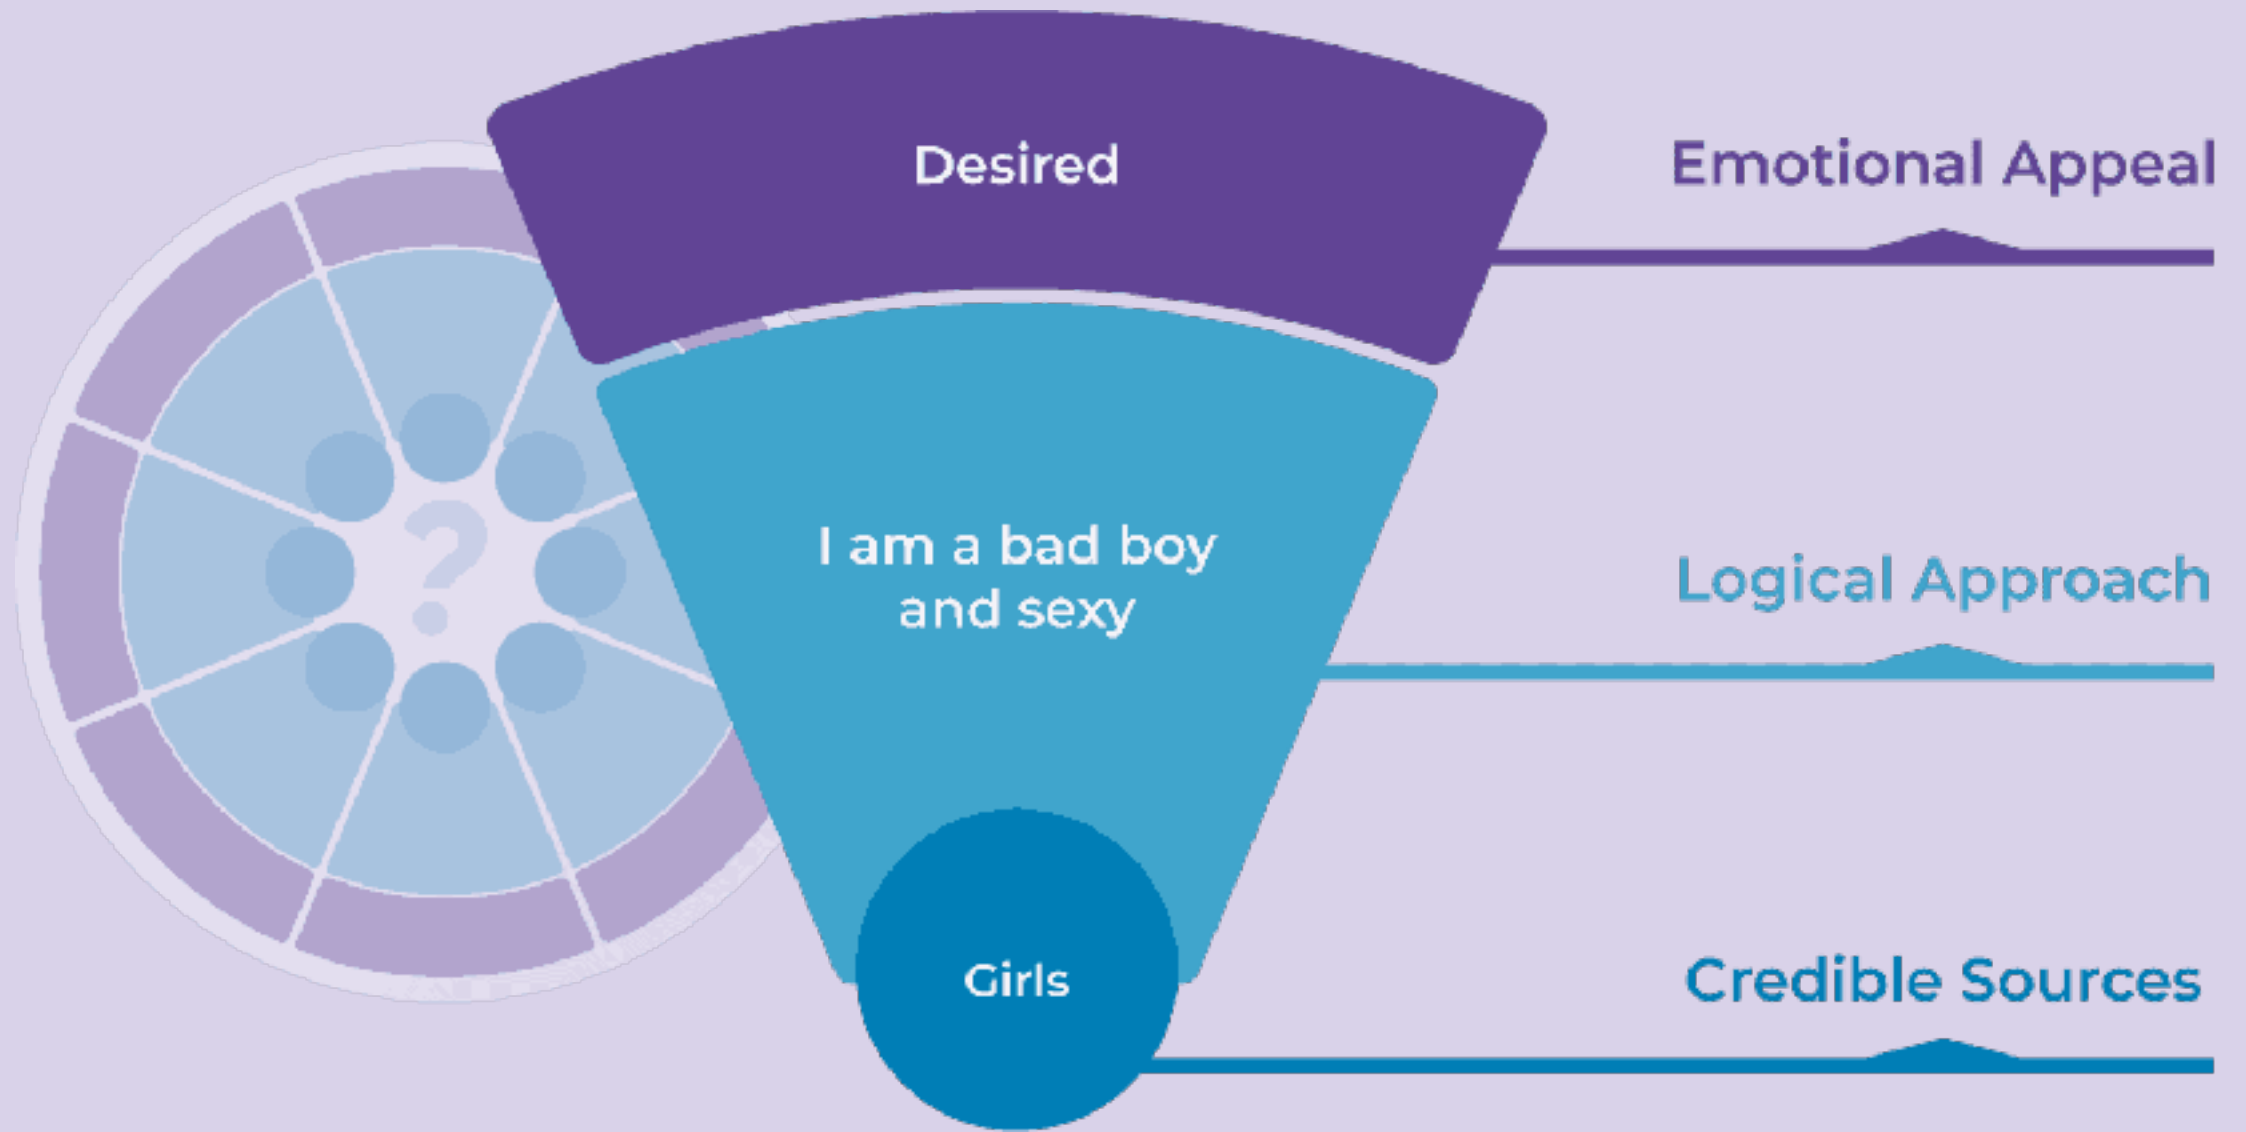 Desired
Emotional Appeal
I am a bad boy
and sexy
Logical Approach
?
Girls
Credible Sources